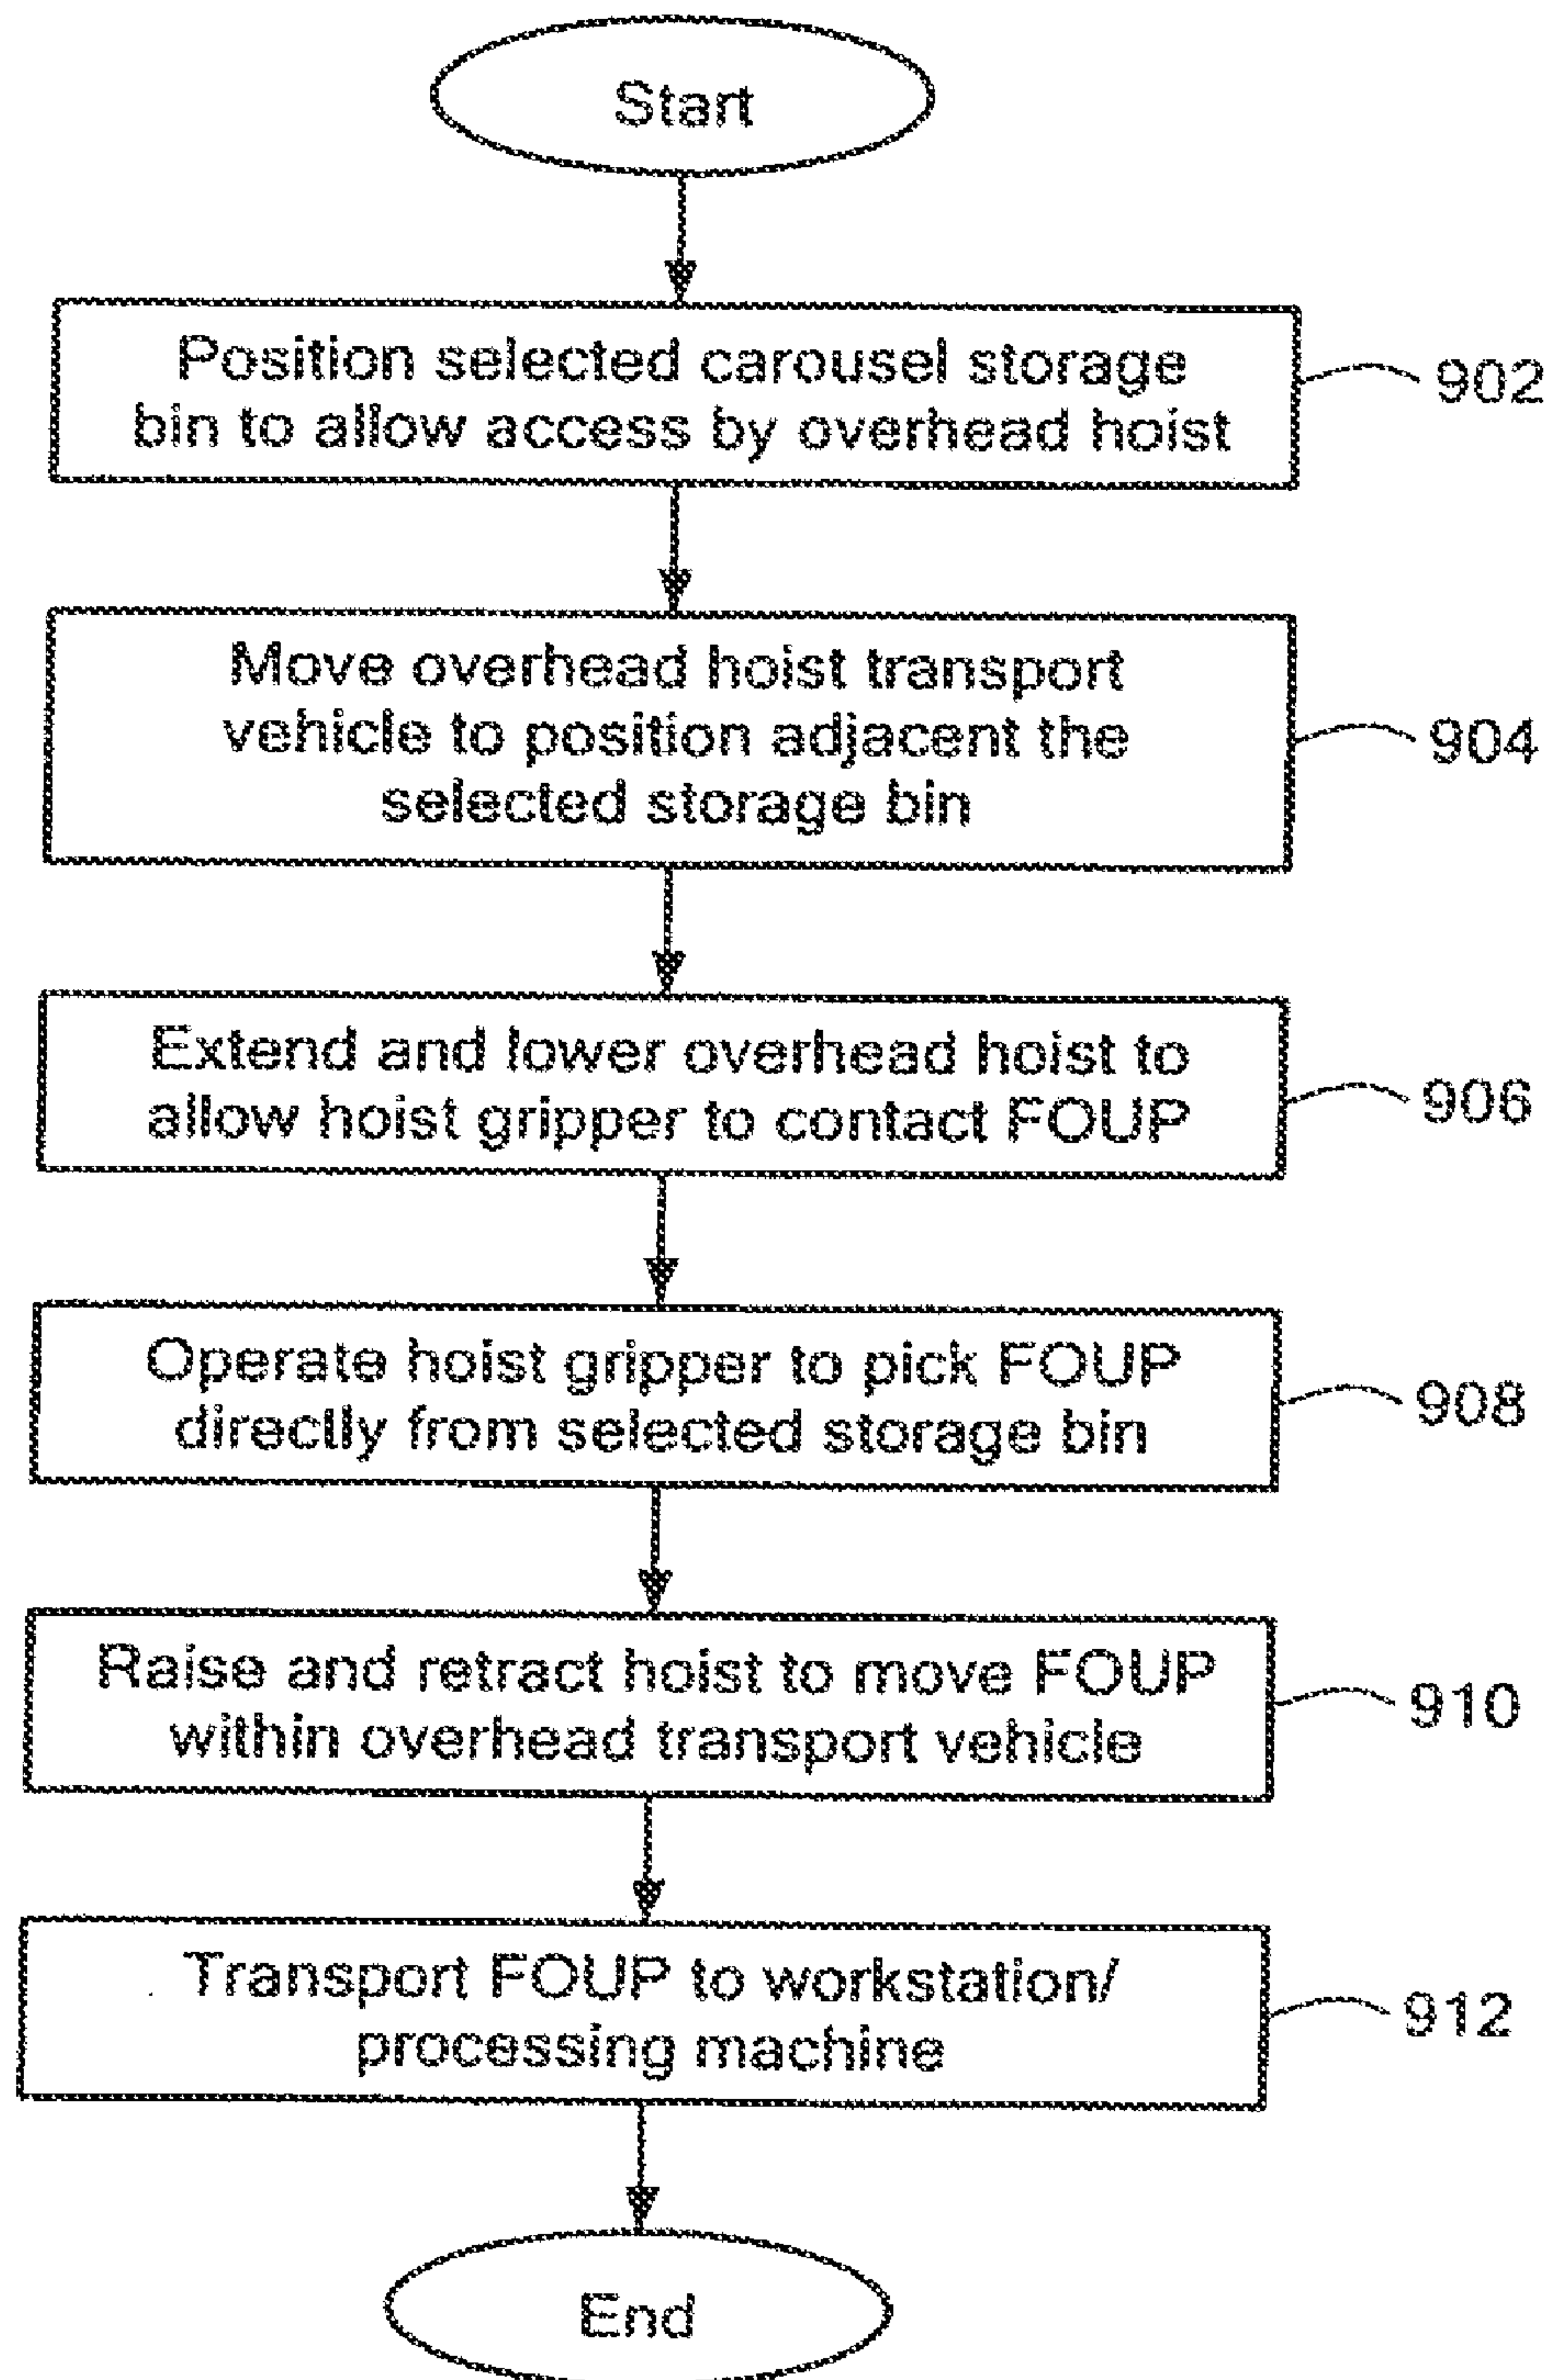 Start
Position selected carousel storage
bin to allow access by overhead hoist
902
Move overhead hoist transport
vehicle to position adjacent the
selected storage bin
904
Extend and lower overhead hoist to
allow hoist gripper to contact FOUP
906
Operate hoist gripper to pick FOUP
directly from selected storage bin
908
Raise and retract hoist to move FOUP
within overhead transport vehicle
910
Transport FOUP to workstation/
processing machine
912
End